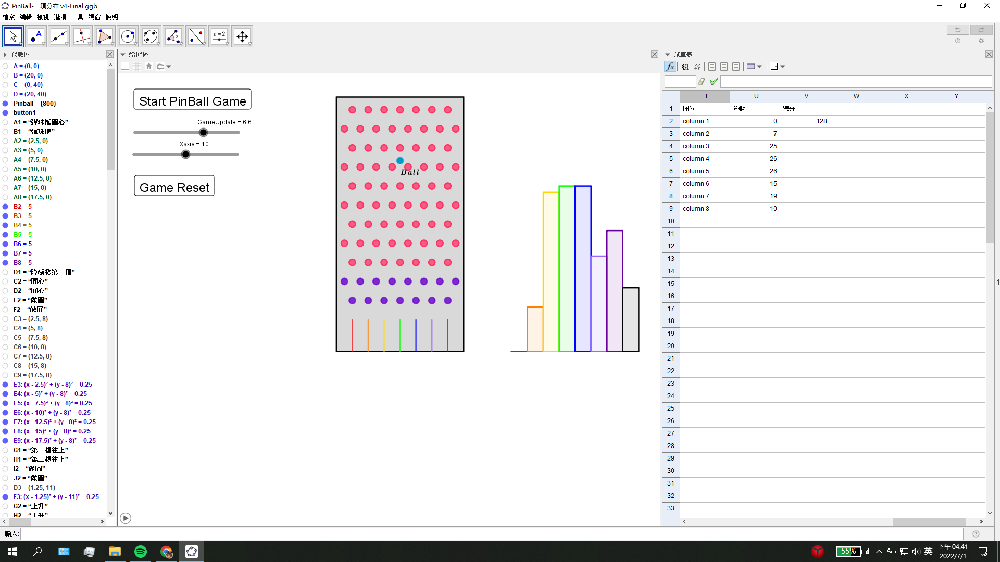 PinBall-二項分布 v4-Final.ggb
檔案 編輯 檢視 選項 工具 視窗 說明
A
a = 2
代數區
繪圖區
試算表
A = (0, 0)
B = (20, 0)
C = (0, 40)
D = (20, 40)
Pinball = {800}
button1
A1 = “彈珠檯圓心”
B1 = “彈珠檯”
A2 = (2.5, 0)
A3 = (5, 0)
A4 = (7.5, 0)
A5 = (10, 0)
A6 = (12.5, 0)
A7 = (15, 0)
A8 = (17.5, 0)
B2 = 5
B3 = 5
B4 = 5
B5 = 5
B6 = 5
B7 = 5
B8 = 5
D1 = “障礙物第二種”
C2 = “圓心”
D2 = “圓心”
E2 = “做圓”
F2 = “做圓”
C3 = (2.5, 8)
C4 = (5, 8)
C5 = (7.5, 8)
C6 = (10, 8)
C7 = (12.5, 8)
C8 = (15, 8)
C9 = (17.5, 8)
E3: (x - 2.5)² + (y - 8)² = 0.25
E4: (x - 5)² + (y - 8)² = 0.25
E5: (x - 7.5)² + (y - 8)² = 0.25
E6: (x - 10)² + (y - 8)² = 0.25
E7: (x - 12.5)² + (y - 8)² = 0.25
E8: (x - 15)² + (y - 8)² = 0.25
E9: (x - 17.5)² + (y - 8)² = 0.25
G1 = “第一種往上”
H1 = “第二種往上”
I2 = “做圓”
J2 = “做圓”
D3 = (1.25, 11)
F3: (x - 1.25)² + (y - 11)² = 0.25
G2 = “上升”
H2 = “上升”
Start PinBall Game
GameUpdate = 6.6
Xaxis = 10
Game Reset
Ball
fx 粗 斜
T U V W X Y
1 欄位 分數 總分
2 column 1 0 128
3 column 2 7
4 column 3 25
5 column 4 26
6 column 5 26
7 column 6 15
8 column 7 19
9 column 8 10
10
11
12
13
14
15
16
17
18
19
20
21
22
23
24
25
26
27
28
29
30
31
32
33
輸入:
55%
英
下午 04:41
2022/7/1